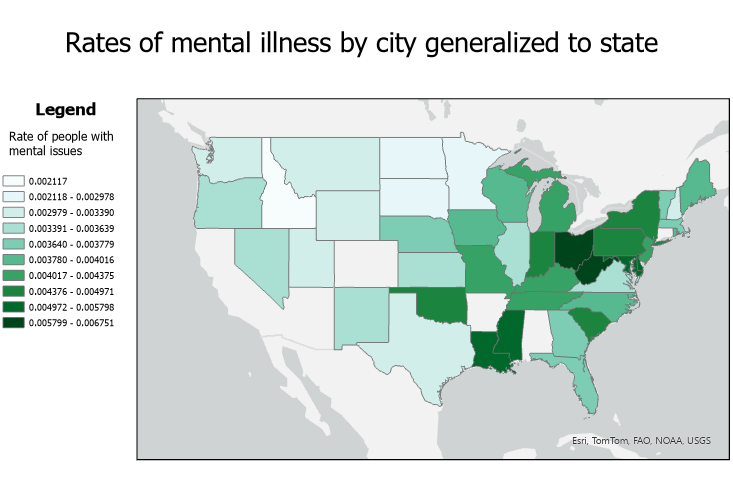 Rates of mental illness by city generalized to state
Legend
Rate of people with
mental issues
0.002117
0.002118 - 0.002978
0.002979 - 0.003390
0.003391 - 0.003639
0.003640 - 0.003779
0.003780 - 0.004016
0.004017 - 0.004375
0.004376 - 0.004971
0.004972 - 0.005798
0.005799 - 0.006751
Esri, TomTom, FAO, NOAA, USGS